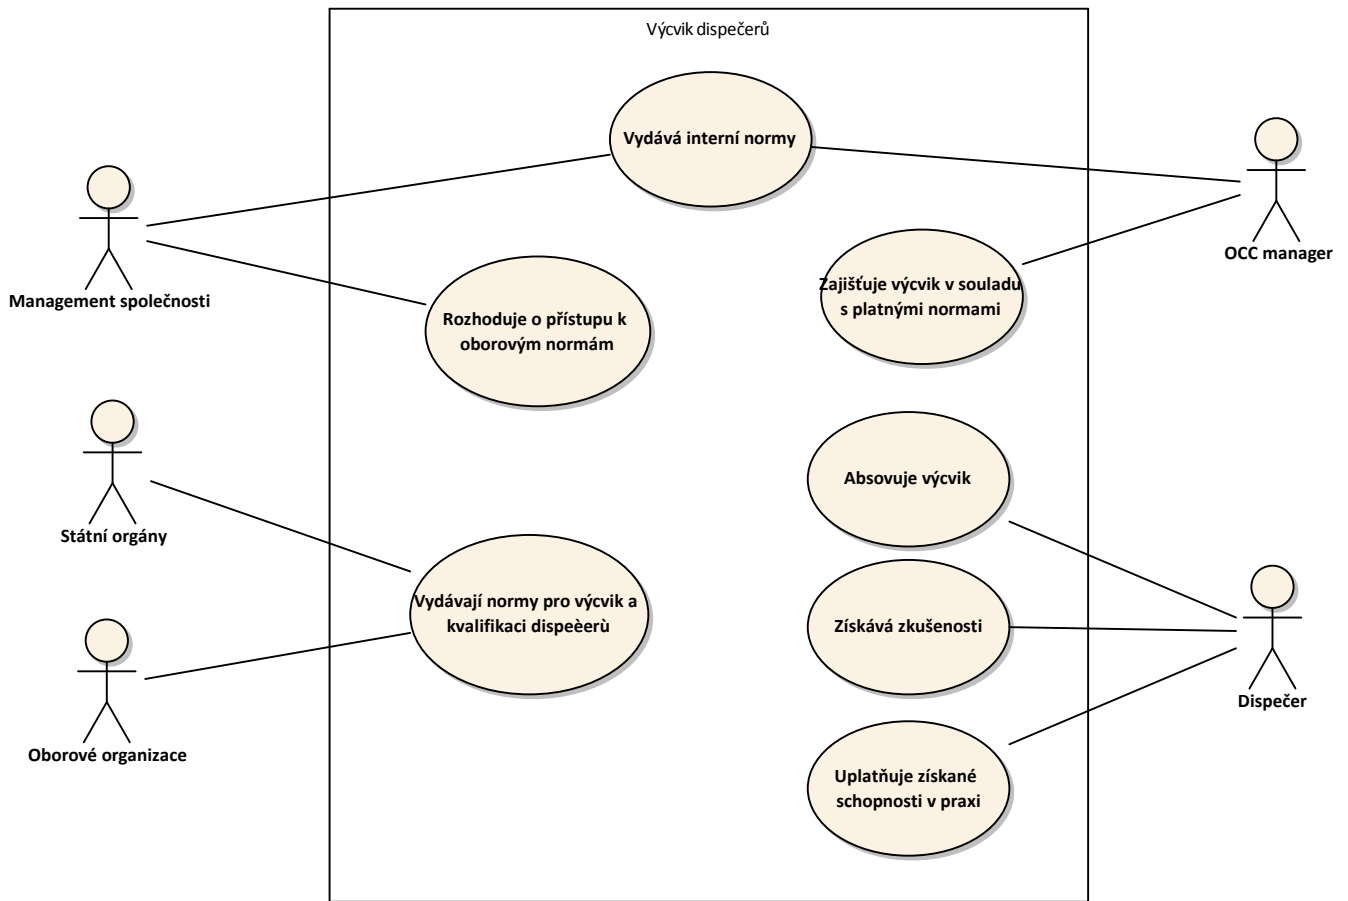 Výcvik dispečerů
Vydává interní normy
OCC manager
Management společnosti
Zajišťuje výcvik v souladu
s platnými normami
Rozhoduje o přístupu k
oborovým normám
Absovuje výcvik
Státní orgány
Vydávají normy pro výcvik a
kvalifikaci dispeèerù
Získává zkušenosti
Dispečer
Oborové organizace
Uplatňuje získané
schopnosti v praxi